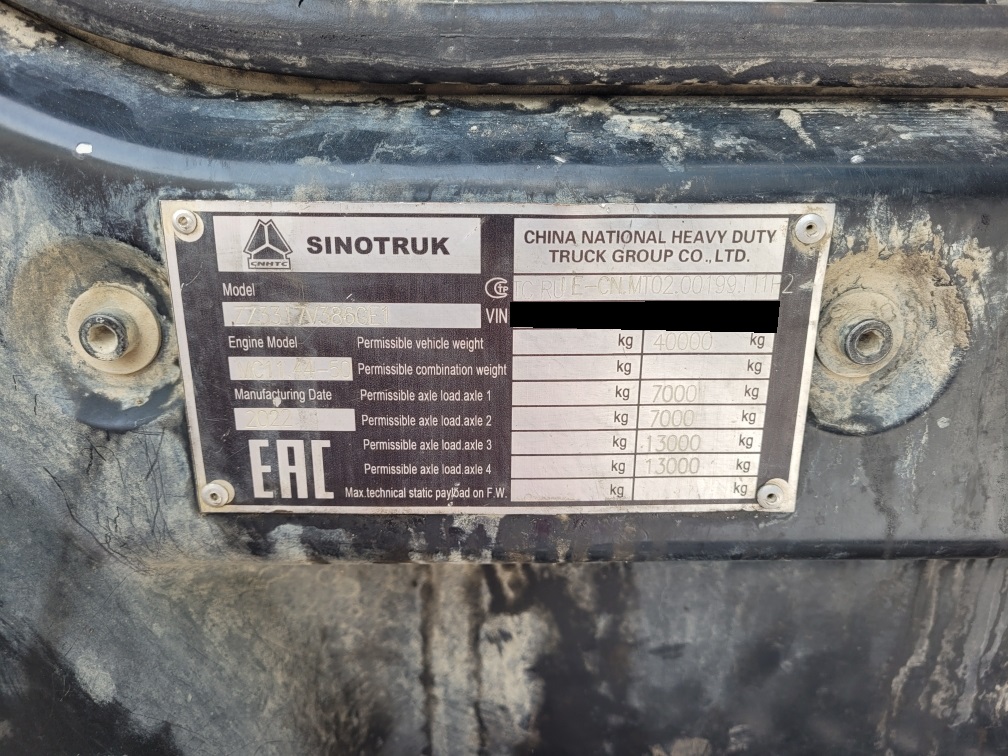 CNHTC
SINOTRUK
CHINA NATIONAL HEAVY DUTY
TRUCK GROUP CO.,LTD.
Model
VIN
Engine Model
Permissible vehicle weight kg 40000 kg
Permissible combination weight kg kg
Manufacturing Date
Permissible axle load.axle 1 kg 7000 kg
Permissible axle load.axle 2 kg 7000 kg
Permissible axle load.axle 3 kg 13000 kg
Permissible axle load.axle 4 kg 13000 kg
Max.technical static payload on F.W. kg kg
EAC